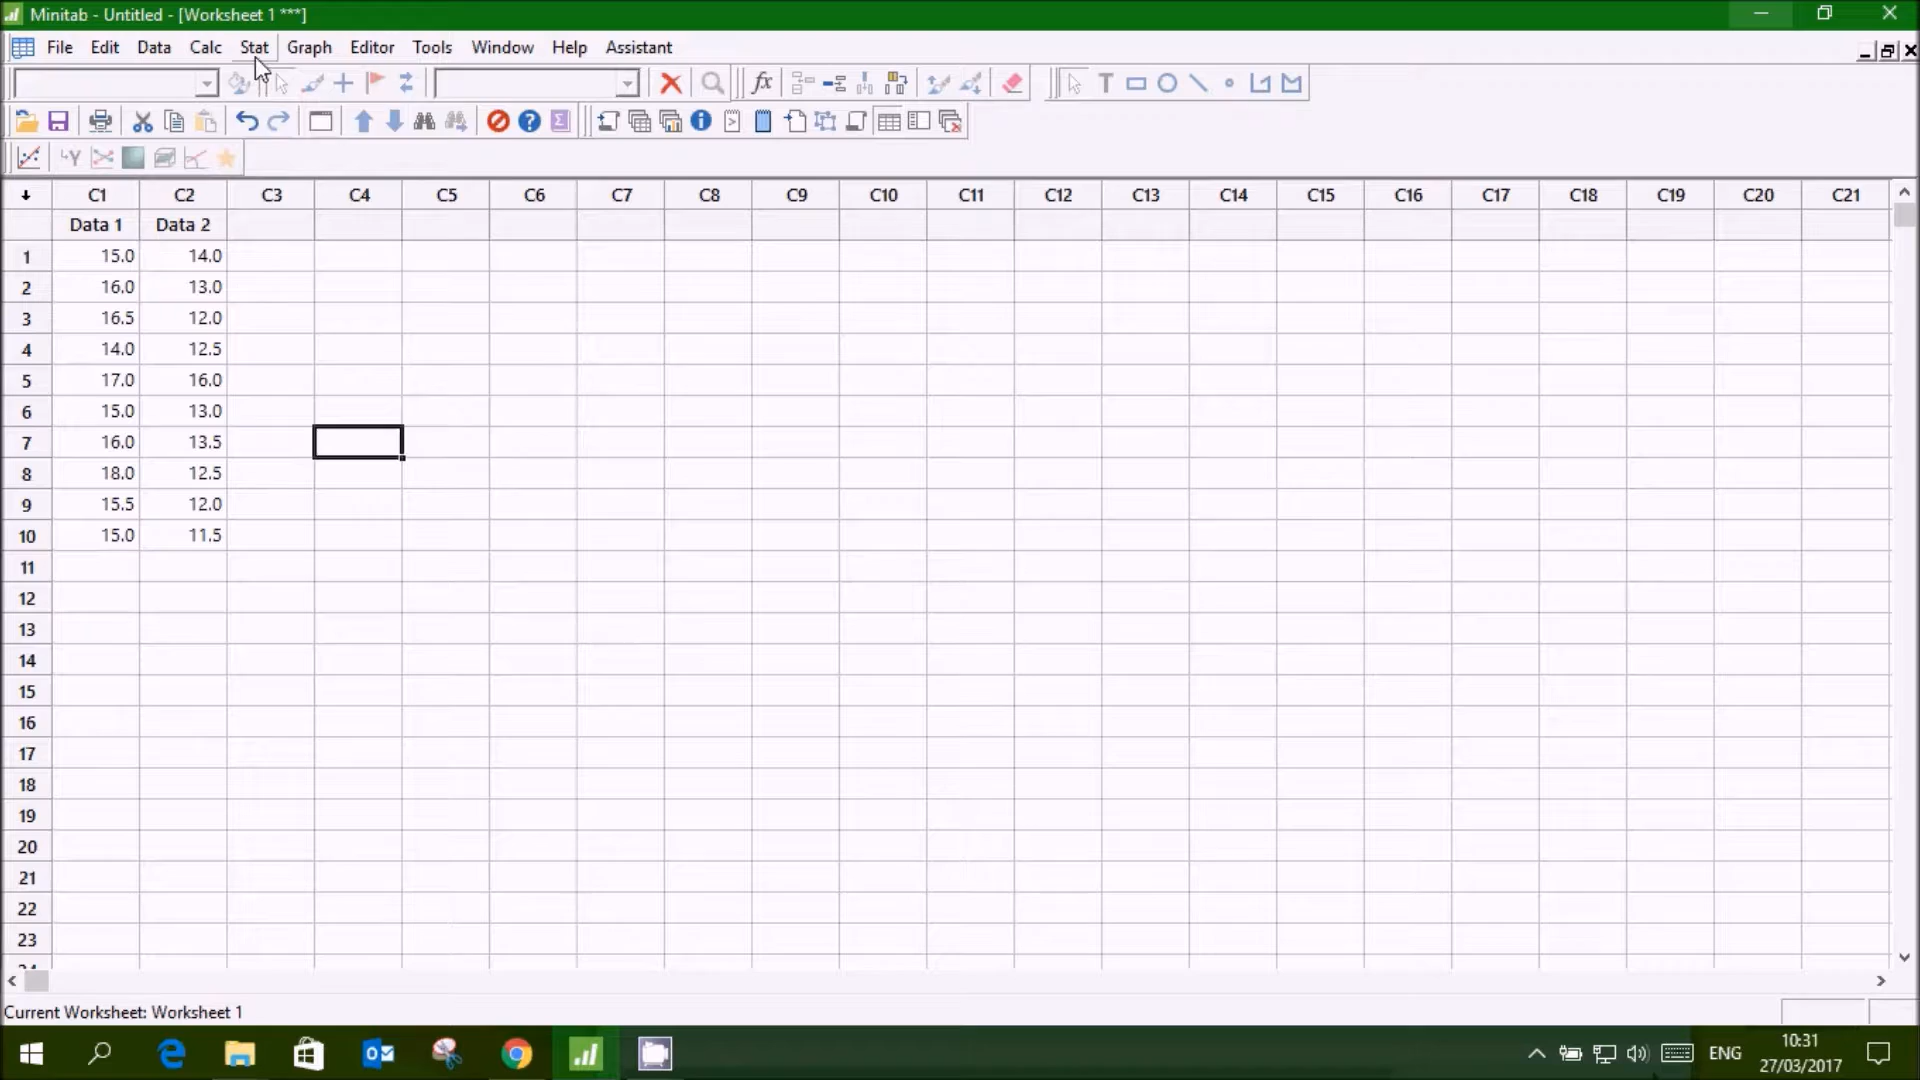 Minitab - Untitled - [Worksheet 1 ***]
File Edit Data Calc Stat Graph Editor Tools Window Help Assistant
C1 C2 C3 C4 C5 C6 C7 C8 C9 C10 C11 C12 C13 C14 C15 C16 C17 C18 C19 C20 C21
Data 1 Data 2
1 15.0 14.0
2 16.0 13.0
3 16.5 12.0
4 14.0 12.5
5 17.0 16.0
6 15.0 13.0
7 16.0 13.5
8 18.0 12.5
9 15.5 12.0
10 15.0 11.5
11
12
13
14
15
16
17
18
19
20
21
22
23
Current Worksheet: Worksheet 1
ENG
10:31
27/03/2017